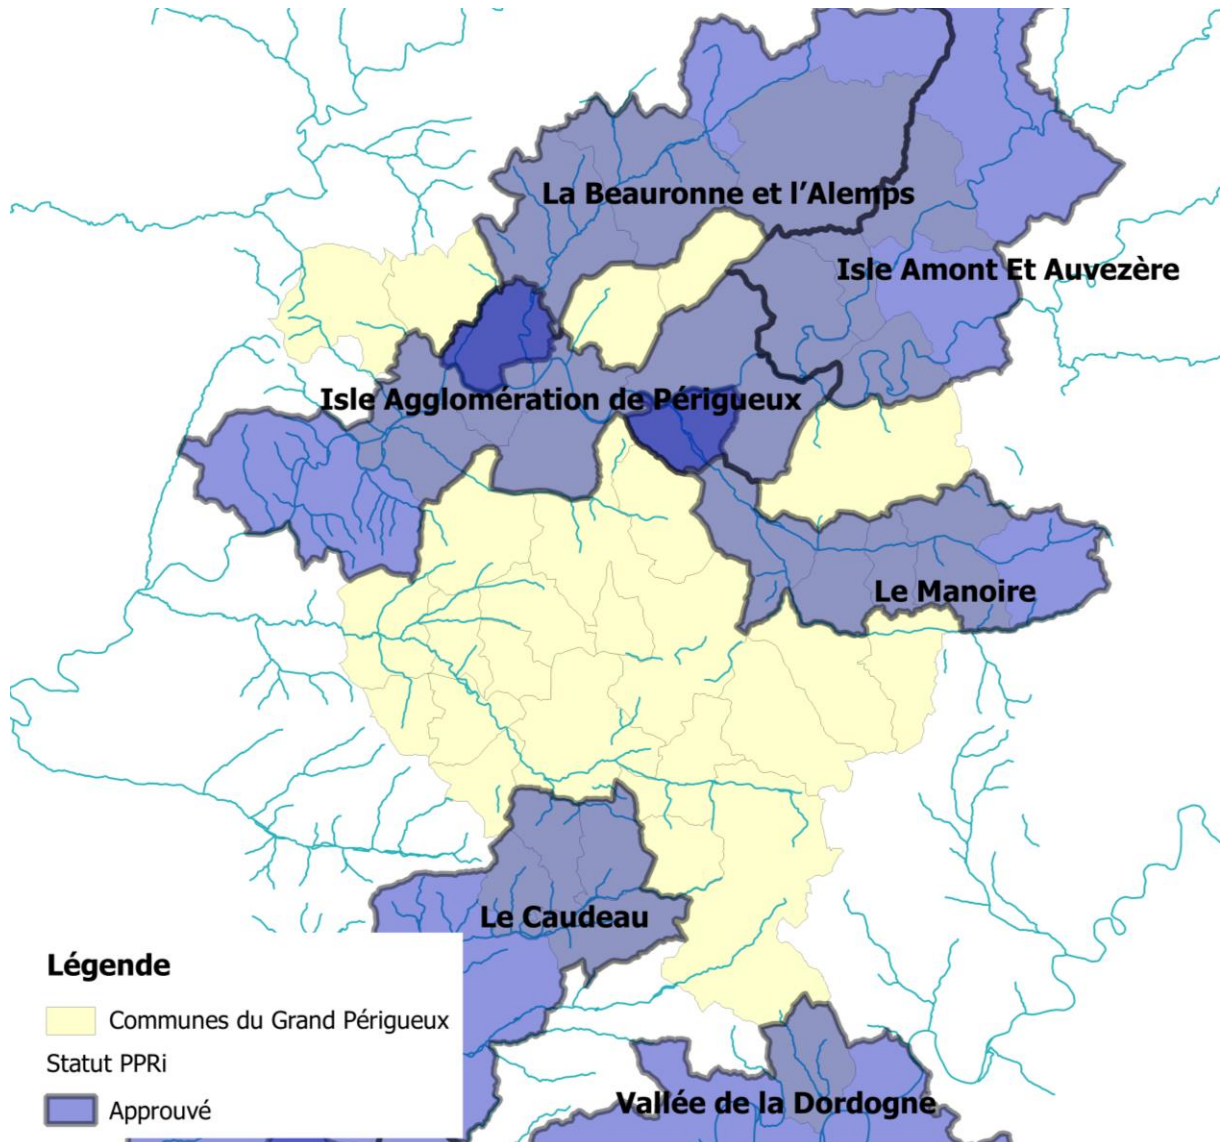 La Beauronne et l’Alemps
Isle Amont Et Auvezère
Isle Agglomération de Périgueux
Le Manoire
Le Caudeau
Légende
Communes du Grand Périgueux
Statut PPRi
Approuvé
Vallée de la Dordogne